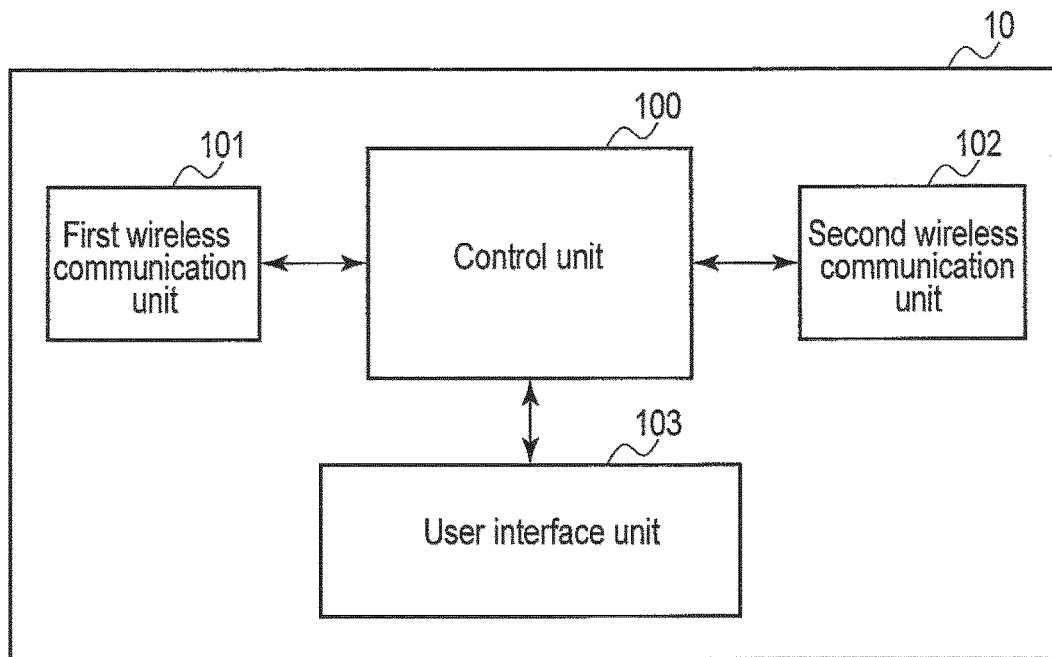 10
100
101
102
First wireless
communication
unit
Control unit
Second wireless
communication
unit
103
User interface unit